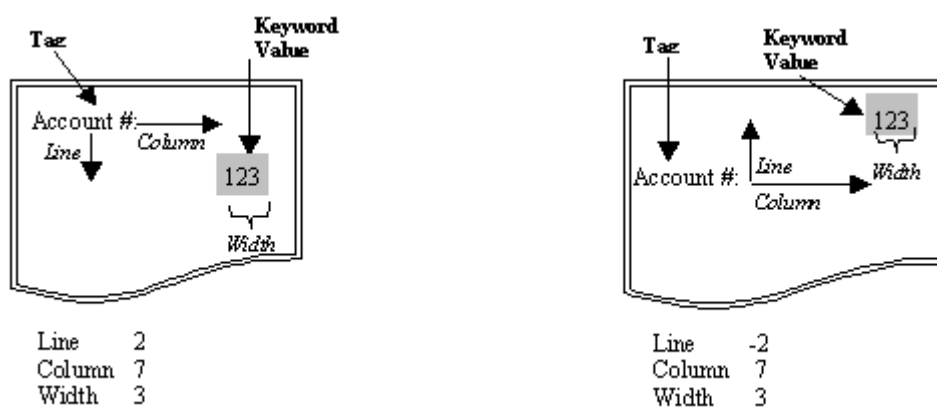 Tag
Keyword
Value
Account #:
Column
Line
123
Width
Line 2
Column 7
Width 3
Tag
Keyword
Value
123
Line
Width
Account #:
Column
Line -2
Column 7
Width 3